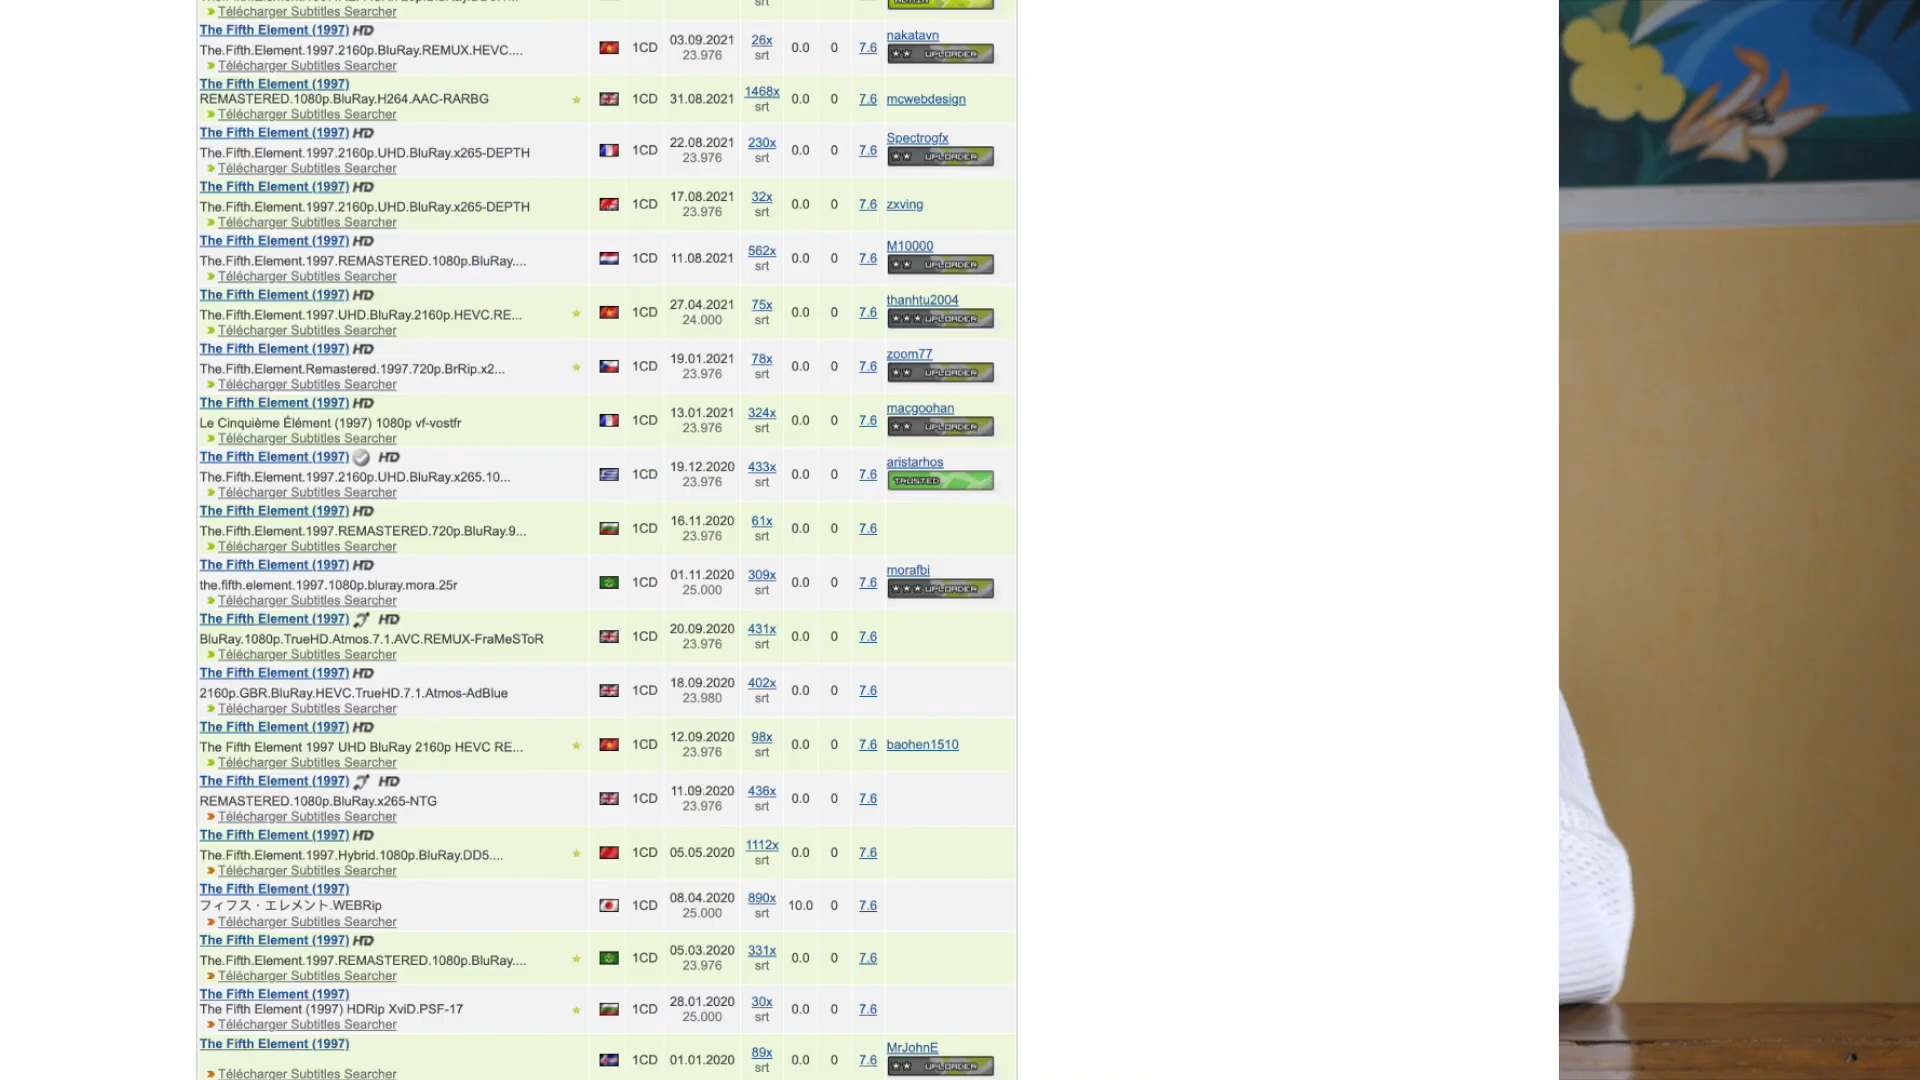 Télécharger Subtitles Searcher srt
The Fifth Element (1997) HD
The.Fifth.Element.1997.2160p.BluRay.REMUX.HEVC.... 1CD 03.09.2021 23.976 26x srt 0.0 0 7.6 nakatavn UPLOADER
Télécharger Subtitles Searcher
The Fifth Element (1997)
REMASTERED.1080p.BluRay.H264.AAC-RARBG 1CD 31.08.2021 1468x srt 0.0 0 7.6 mcwebdesign
Télécharger Subtitles Searcher
The Fifth Element (1997) HD
The.Fifth.Element.1997.2160p.UHD.BluRay.x265-DEPTH 1CD 22.08.2021 23.976 230x srt 0.0 0 7.6 Spectrogfx UPLOADER
Télécharger Subtitles Searcher
The Fifth Element (1997) HD
The.Fifth.Element.1997.2160p.UHD.BluRay.x265-DEPTH 1CD 17.08.2021 23.976 32x srt 0.0 0 7.6 zxving
Télécharger Subtitles Searcher
The Fifth Element (1997) HD
The.Fifth.Element.1997.REMASTERED.1080p.BluRay.... 1CD 11.08.2021 562x srt 0.0 0 7.6 M10000 UPLOADER
Télécharger Subtitles Searcher
The Fifth Element (1997) HD
The.Fifth.Element.1997.UHD.BluRay.2160p.HEVC.RE... 1CD 27.04.2021 24.000 75x srt 0.0 0 7.6 thanhtu2004 UPLOADER
Télécharger Subtitles Searcher
The Fifth Element (1997) HD
The.Fifth.Element.Remastered.1997.720p.BrRip.x2... 1CD 19.01.2021 23.976 78x srt 0.0 0 7.6 zoom77 UPLOADER
Télécharger Subtitles Searcher
The Fifth Element (1997) HD
Le Cinquième Élément (1997) 1080p vf-vostfr 1CD 13.01.2021 23.976 324x srt 0.0 0 7.6 macgoohan UPLOADER
Télécharger Subtitles Searcher
The Fifth Element (1997) HD
The.Fifth.Element.1997.2160p.UHD.BluRay.x265.10... 1CD 19.12.2020 23.976 433x srt 0.0 0 7.6 aristarhos TRUSTED
Télécharger Subtitles Searcher
The Fifth Element (1997) HD
The.Fifth.Element.1997.REMASTERED.720p.BluRay.9... 1CD 16.11.2020 23.976 61x srt 0.0 0 7.6
Télécharger Subtitles Searcher
The Fifth Element (1997) HD
the.fifth.element.1997.1080p.bluray.mora.25r 1CD 01.11.2020 25.000 309x srt 0.0 0 7.6 morafbi UPLOADER
Télécharger Subtitles Searcher
The Fifth Element (1997) HD
BluRay.1080p.TrueHD.Atmos.7.1.AVC.REMUX-FraMeSToR 1CD 20.09.2020 23.976 431x srt 0.0 0 7.6
Télécharger Subtitles Searcher
The Fifth Element (1997) HD
2160p.GBR.BluRay.HEVC.TrueHD.7.1.Atmos-AdBlue 1CD 18.09.2020 23.980 402x srt 0.0 0 7.6
Télécharger Subtitles Searcher
The Fifth Element (1997) HD
The Fifth Element 1997 UHD BluRay 2160p HEVC RE... 1CD 12.09.2020 23.976 98x srt 0.0 0 7.6 baohen1510
Télécharger Subtitles Searcher
The Fifth Element (1997) HD
REMASTERED.1080p.BluRay.x265-NTG 1CD 11.09.2020 23.976 436x srt 0.0 0 7.6
Télécharger Subtitles Searcher
The Fifth Element (1997) HD
The.Fifth.Element.1997.Hybrid.1080p.BluRay.DD5.... 1CD 05.05.2020 1112x srt 0.0 0 7.6
Télécharger Subtitles Searcher
The Fifth Element (1997)
フィフス・エレメント.WEBRip 1CD 08.04.2020 25.000 890x srt 10.0 0 7.6
Télécharger Subtitles Searcher
The Fifth Element (1997) HD
The.Fifth.Element.1997.REMASTERED.1080p.BluRay.... 1CD 05.03.2020 23.976 331x srt 0.0 0 7.6
Télécharger Subtitles Searcher
The Fifth Element (1997)
The Fifth Element (1997) HDRip XviD.PSF-17 1CD 28.01.2020 25.000 30x srt 0.0 0 7.6
Télécharger Subtitles Searcher
The Fifth Element (1997)
1CD 01.01.2020 89x srt 0.0 0 7.6 MrJohnE UPLOADER
Télécharger Subtitles Searcher